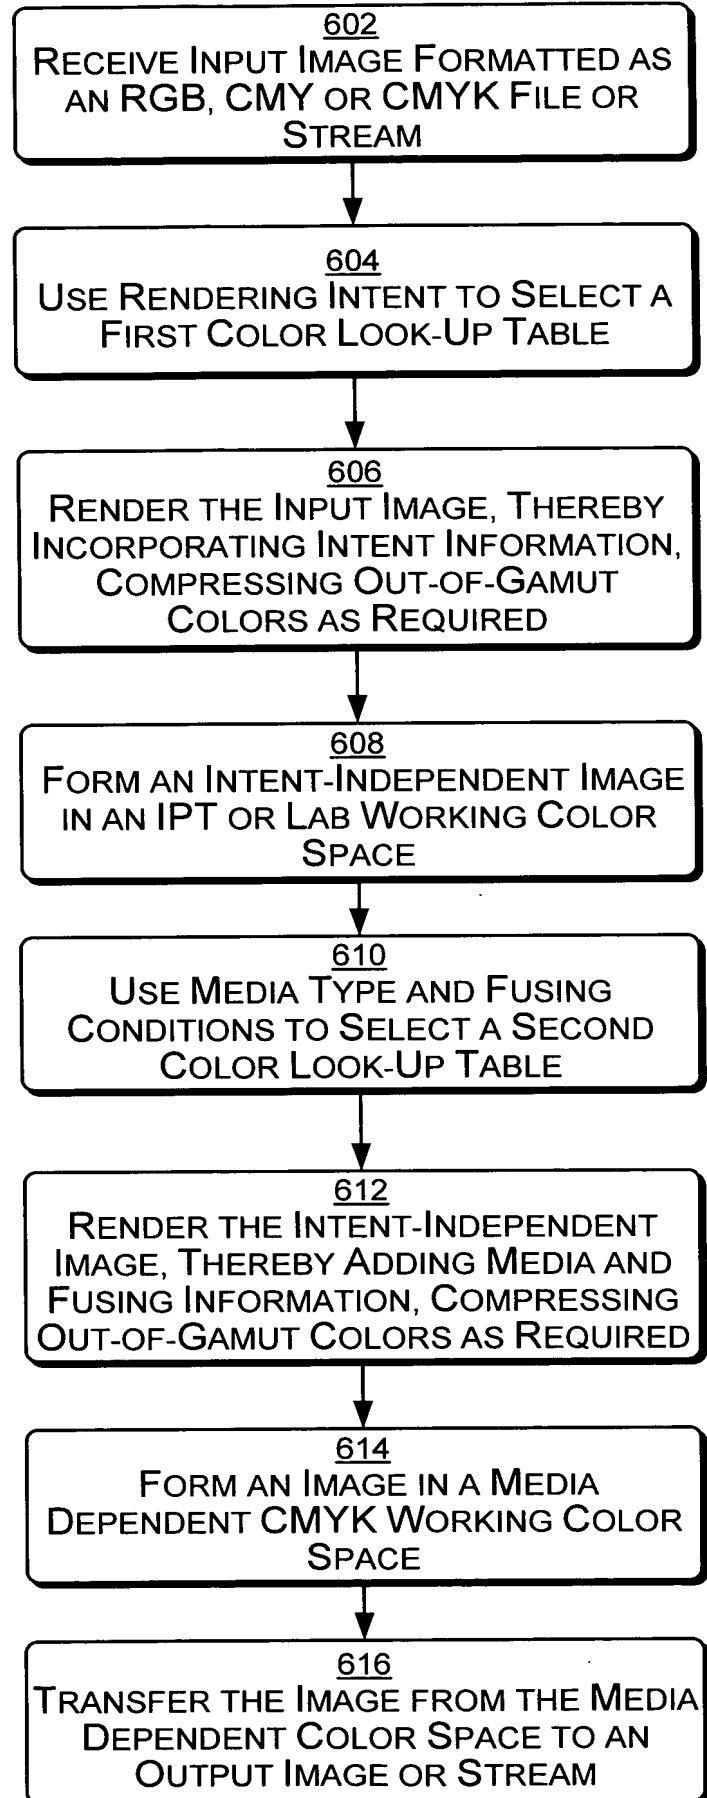 602
RECEIVE INPUT IMAGE FORMATTED AS
AN RGB, CMY OR CMYK FILE OR
STREAM
604
USE RENDERING INTENT TO SELECT A
FIRST COLOR LOOK-UP TABLE
606
RENDER THE INPUT IMAGE, THEREBY
INCORPORATING INTENT INFORMATION,
COMPRESSING OUT-OF-GAMUT
COLORS AS REQUIRED
608
FORM AN INTENT-INDEPENDENT IMAGE
IN AN IPT OR LAB WORKING COLOR
SPACE
610
USE MEDIA TYPE AND FUSING
CONDITIONS TO SELECT A SECOND
COLOR LOOK-UP TABLE
612
RENDER THE INTENT-INDEPENDENT
IMAGE, THEREBY ADDING MEDIA AND
FUSING INFORMATION, COMPRESSING
OUT-OF-GAMUT COLORS AS REQUIRED
614
FORM AN IMAGE IN A MEDIA
DEPENDENT CMYK WORKING COLOR
SPACE
616
TRANSFER THE IMAGE FROM THE MEDIA
DEPENDENT COLOR SPACE TO AN
OUTPUT IMAGE OR STREAM